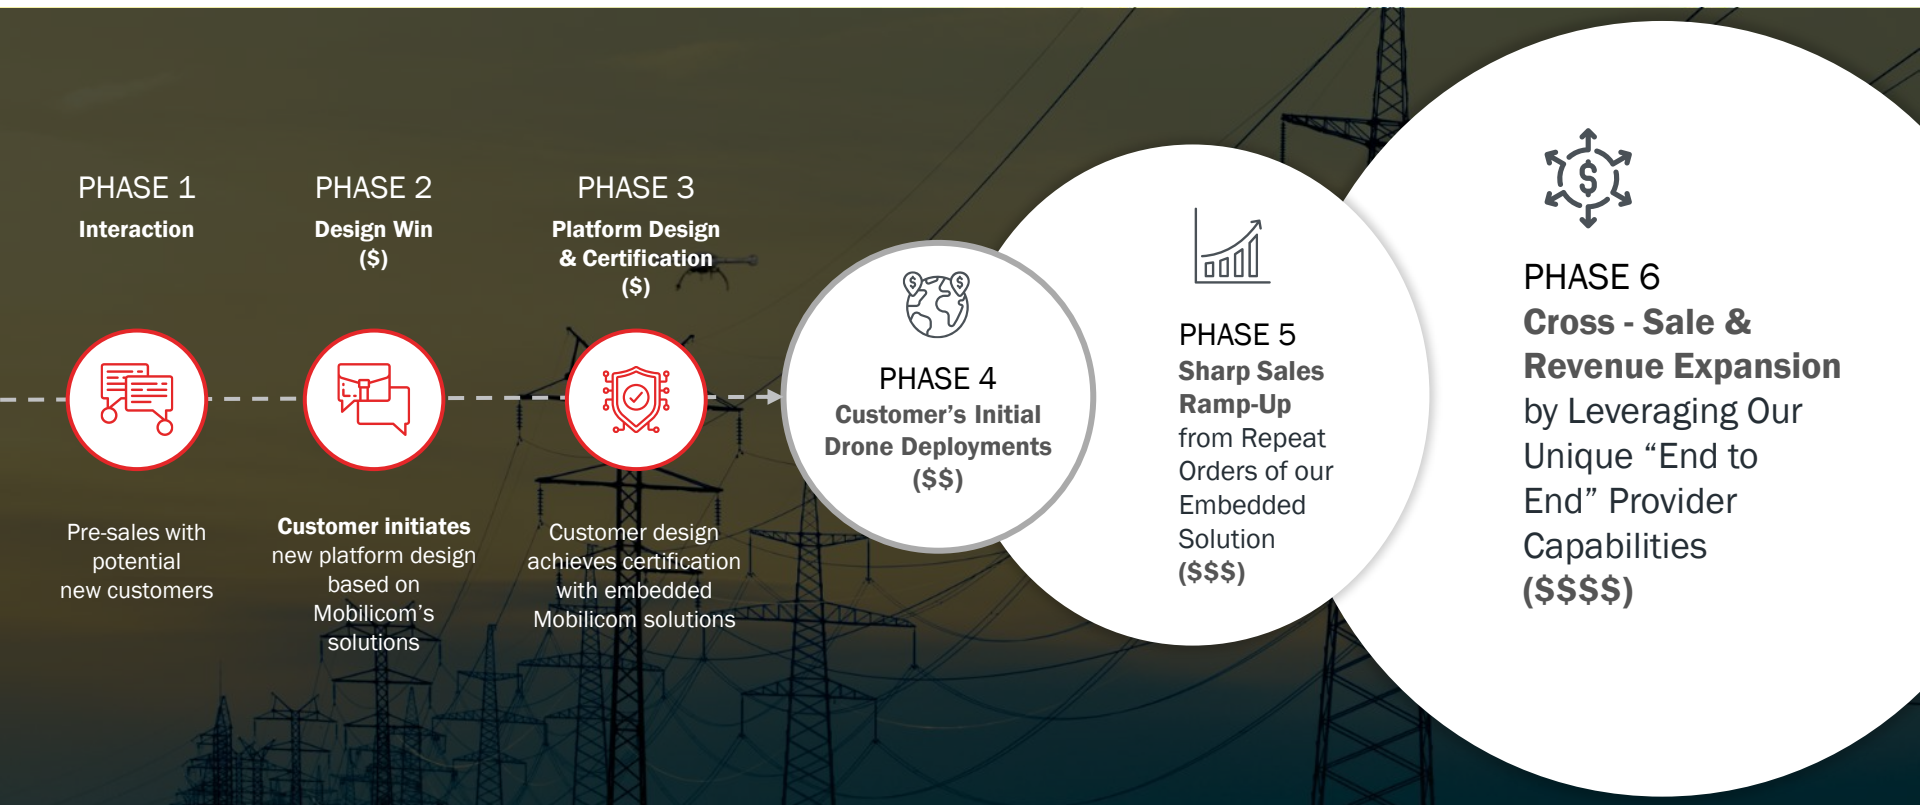 PHASE 1
Interaction
Pre-sales with
potential
new customers
PHASE 2
Design Win
($)
Customer initiates
new platform design
based on
Mobilicom’s
solutions
PHASE 3
Platform Design
& Certification
($)
Customer design
achieves certification
with embedded
Mobilicom solutions
$ $
PHASE 4
Customer’s Initial
Drone Deployments
($$)
PHASE 5
Sharp Sales
Ramp-Up
from Repeat
Orders of our
Embedded
Solution
($$$)
$
PHASE 6
Cross - Sale &
Revenue Expansion
by Leveraging Our
Unique “End to
End” Provider
Capabilities
($$$$)